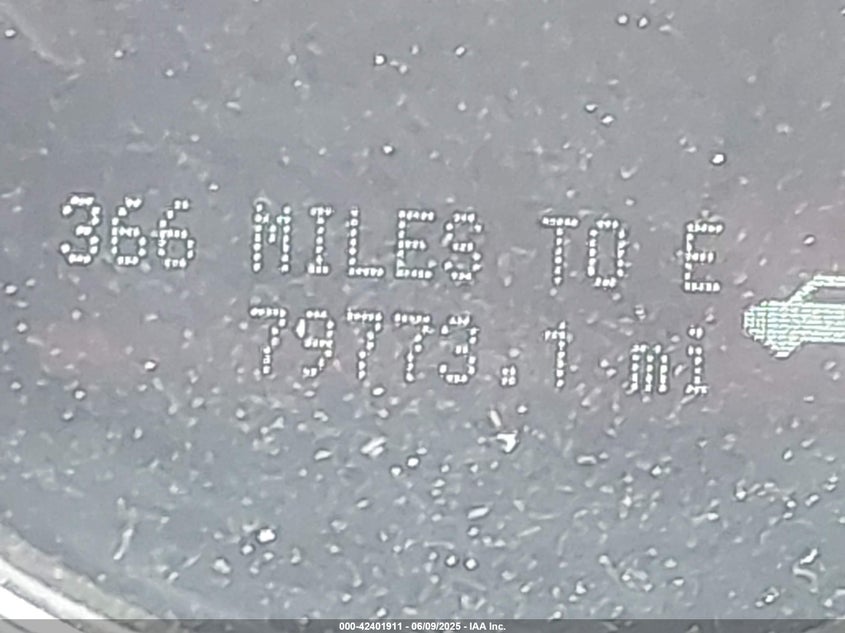 366 MILES TO E
79773.1 mi
000-42401911 - 06/09/2025 - IAA Inc.